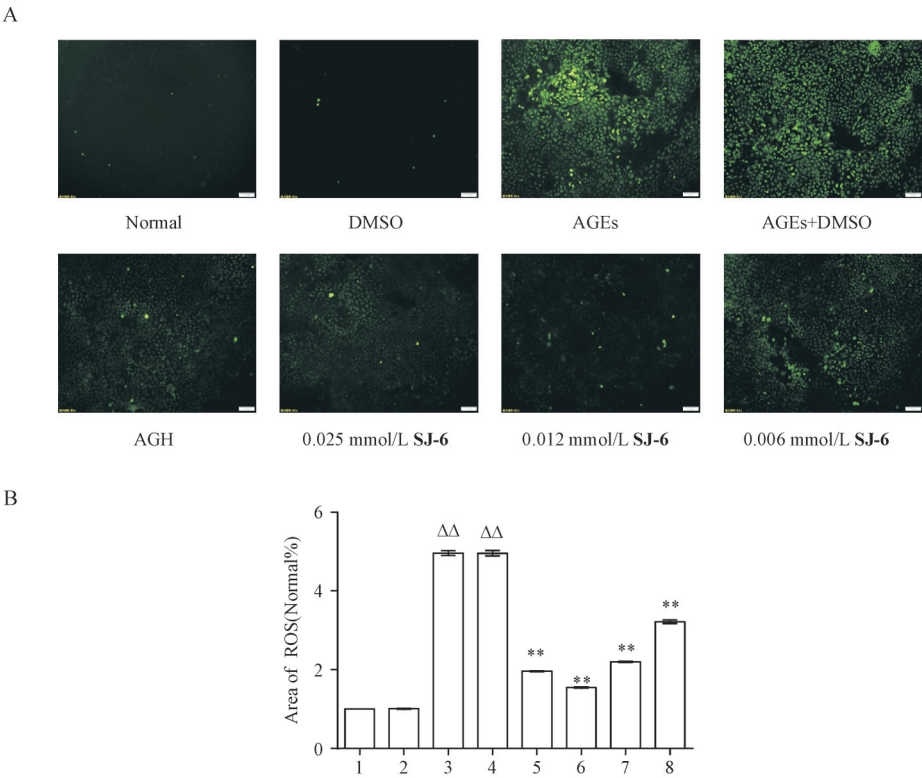 A
Normal DMSO AGEs AGEs+DMSO
AGH 0.025 mmol/L SJ-6 0.012 mmol/L SJ-6 0.006 mmol/L SJ-6
B
Area of ROS(Normal%)
6
4
2
0
ΔΔ ΔΔ
** ** ** **
1 2 3 4 5 6 7 8